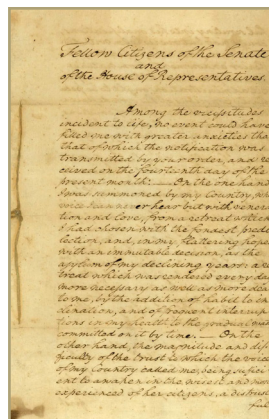 Fellow Citizens of the Senate
and
of the House of Representatives.
Among the vicissitudes
incident to life, no event could have
filled me with greater anxieties than
that of which the notification was
transmitted by your order, and re
ceived on the fourteenth day of the
present month. On the one hand
I was summoned by my Country, wh
voice I can never hear but with vener
tion and love, from a retreat which
I had chosen with the fondest predi
lection, and, in my flattering hopes
with an immutable decision, as the
asylum of my declining years: a re
treat which was rendered every day
more necessary as well as more dear
to me, by the addition of habit to in
clination, and of frequent interrup
tions in my health to the gradual was
committed on it by time. On the
other hand, the magnitude and dif
ficulty of the trust to which the voice
of my Country called me, being suffici
ent to awaken in the wisest and most
experienced of her citizens, a distrust
ful